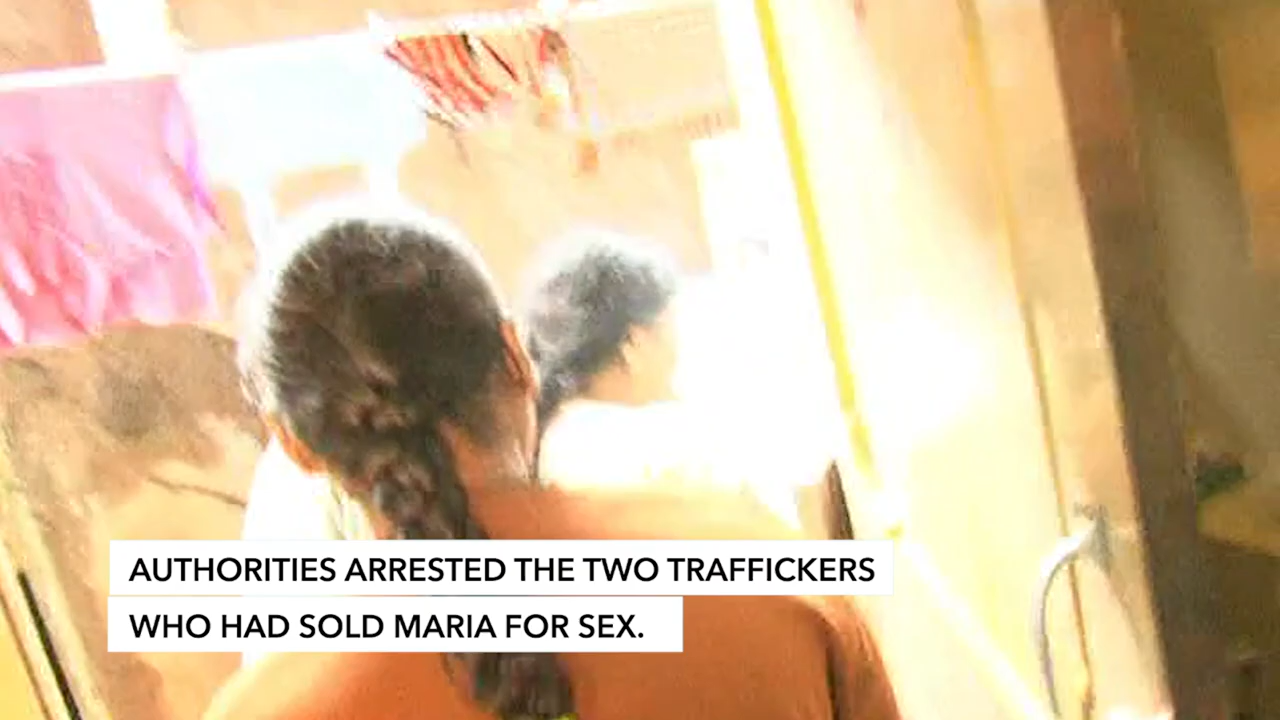 AUTHORITIES ARRESTED THE TWO TRAFFICKERS
WHO HAD SOLD MARIA FOR SEX.